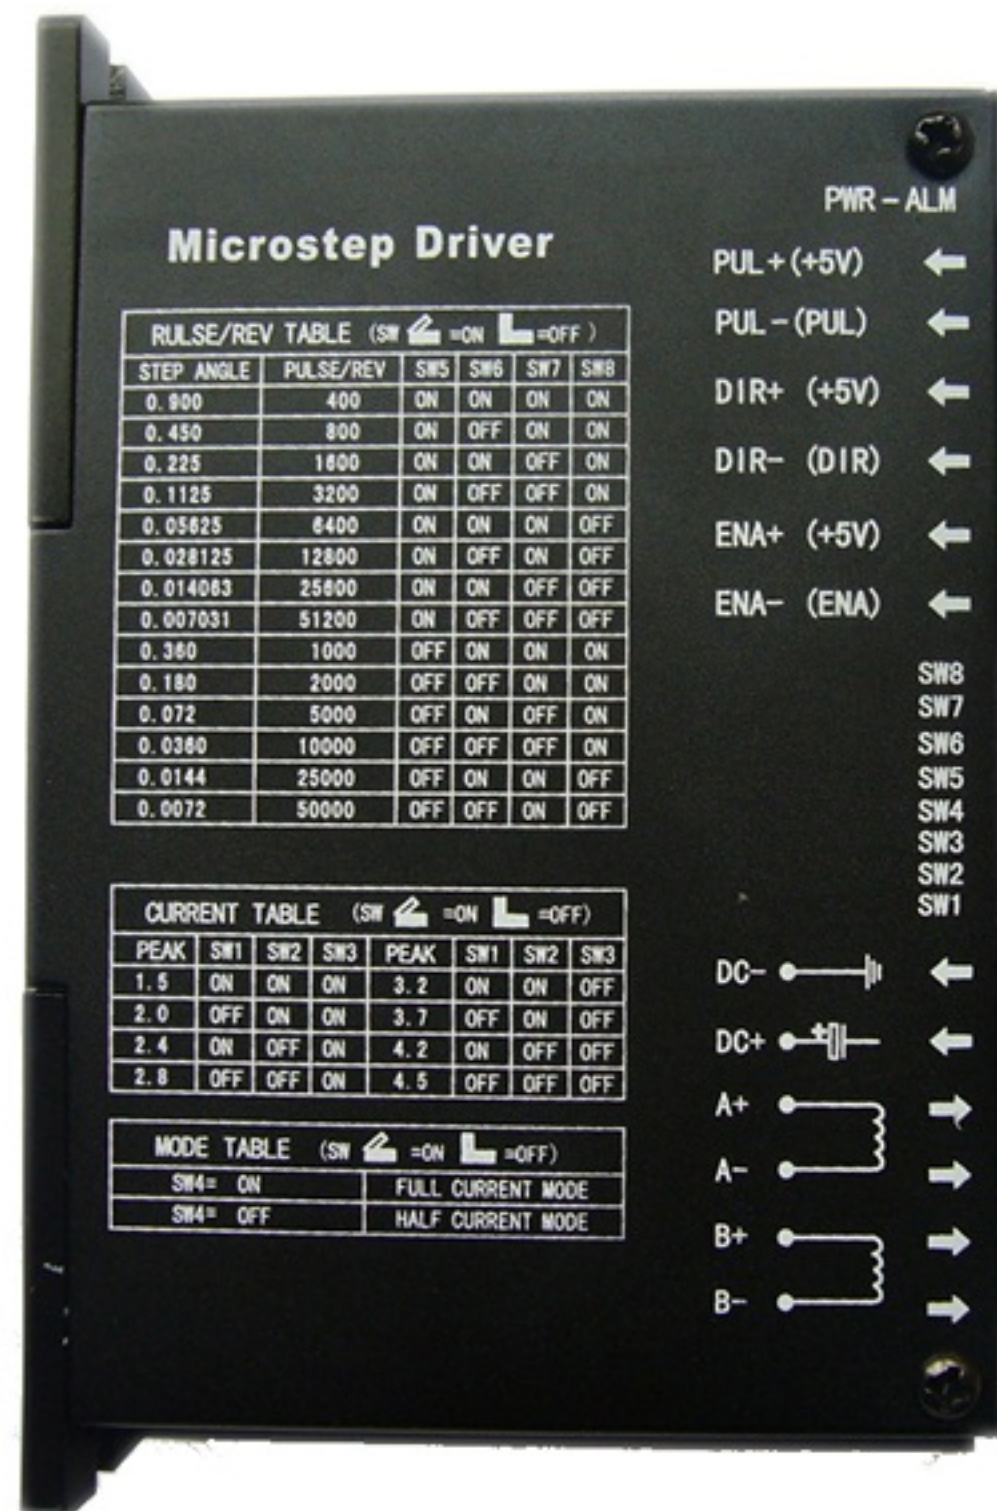 PWR-ALM
Microstep Driver
PUL+(+5V)
PUL-(PUL)
DIR+ (+5V)
DIR- (DIR)
ENA+ (+5V)
ENA- (ENA)
RULSE/REV TABLE (SW =ON =OFF)
STEP ANGLE PULSE/REV SW5 SW6 SW7 SW8
0.900 400 ON ON ON ON
0.450 800 ON OFF ON ON
0.225 1600 ON ON OFF ON
0.1125 3200 ON OFF OFF ON
0.05625 6400 ON ON ON OFF
0.028125 12800 ON OFF ON OFF
0.014063 25600 ON ON OFF OFF
0.007031 51200 ON OFF OFF OFF
0.360 1000 OFF ON ON ON
0.180 2000 OFF OFF ON ON
0.072 5000 OFF ON OFF ON
0.0360 10000 OFF OFF OFF ON
0.0144 25000 OFF ON ON OFF
0.0072 50000 OFF OFF ON OFF
SW8
SW7
SW6
SW5
SW4
SW3
SW2
SW1
CURRENT TABLE (SW =ON =OFF)
PEAK SW1 SW2 SW3 PEAK SW1 SW2 SW3
1.5 ON ON ON 3.2 ON ON OFF
2.0 OFF ON ON 3.7 OFF ON OFF
2.4 ON OFF ON 4.2 ON OFF OFF
2.8 OFF OFF ON 4.5 OFF OFF OFF
MODE TABLE (SW =ON =OFF)
SW4= ON FULL CURRENT MODE
SW4= OFF HALF CURRENT MODE
DC-
DC+
+
A+
A-
B+
B-